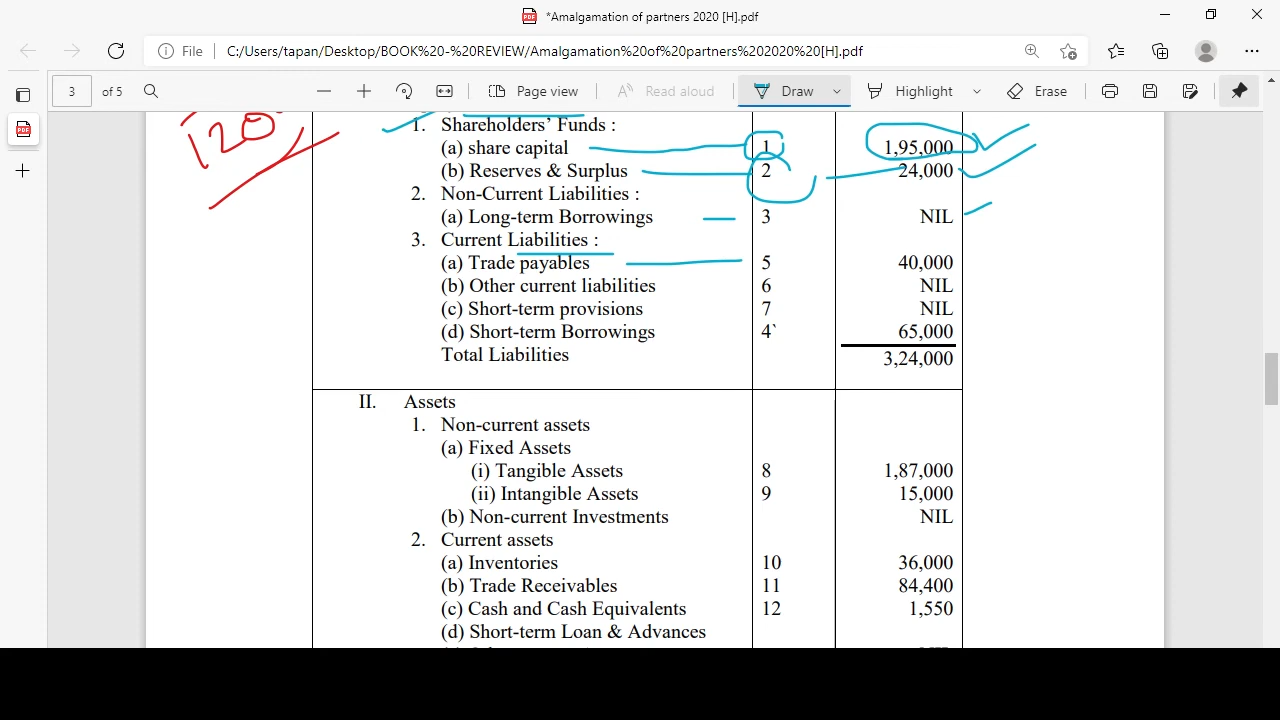 *Amalgamation of partners 2020 [H].pdf
File C:/Users/tapan/Desktop/BOOK%20-%20REVIEW/Amalgamation%20of%20partners%202020%20[H].pdf
3 of 5 Page view Read aloud Draw Highlight Erase
120
1. Shareholders' Funds :
(a) share capital 1 1,95,000
(b) Reserves & Surplus 2 24,000
2. Non-Current Liabilities :
(a) Long-term Borrowings 3 NIL
3. Current Liabilities :
(a) Trade payables 5 40,000
(b) Other current liabilities 6 NIL
(c) Short-term provisions 7 NIL
(d) Short-term Borrowings 4` 65,000
Total Liabilities 3,24,000
II. Assets
1. Non-current assets
(a) Fixed Assets
(i) Tangible Assets 8 1,87,000
(ii) Intangible Assets 9 15,000
(b) Non-current Investments NIL
2. Current assets
(a) Inventories 10 36,000
(b) Trade Receivables 11 84,400
(c) Cash and Cash Equivalents 12 1,550
(d) Short-term Loan & Advances